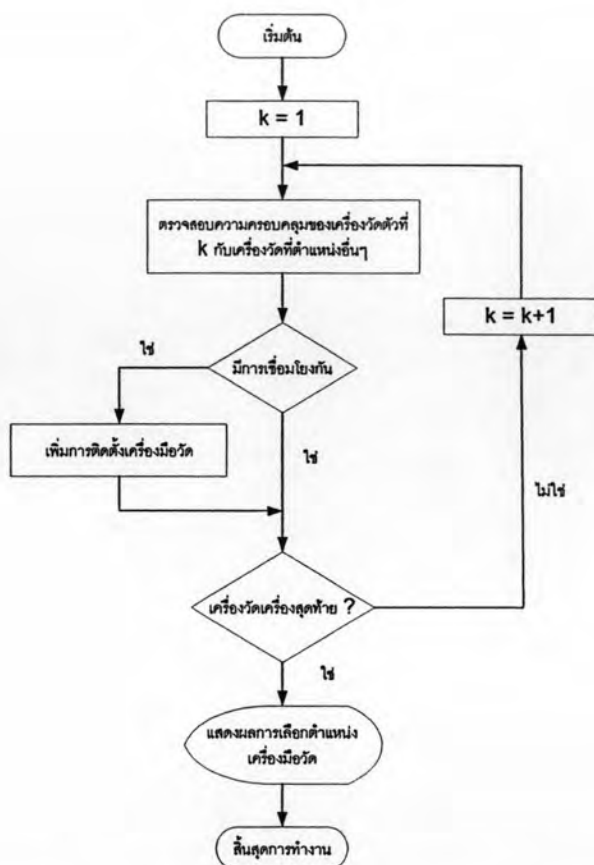 เริ่มต้น
k = 1
ตรวจสอบความครอบคลุมของเครื่องวัดตัวที่
k กับเครื่องวัดที่ตำแหน่งอื่นๆ
k = k+1
ใช่
มีการเชื่อมโยงกัน
เพิ่มการติดตั้งเครื่องมือวัด
ใช่
ไม่ใช่
เครื่องวัดเครื่องสุดท้าย ?
ใช่
แสดงผลการเลือกตำแหน่ง
เครื่องมือวัด
สิ้นสุดการทำงาน